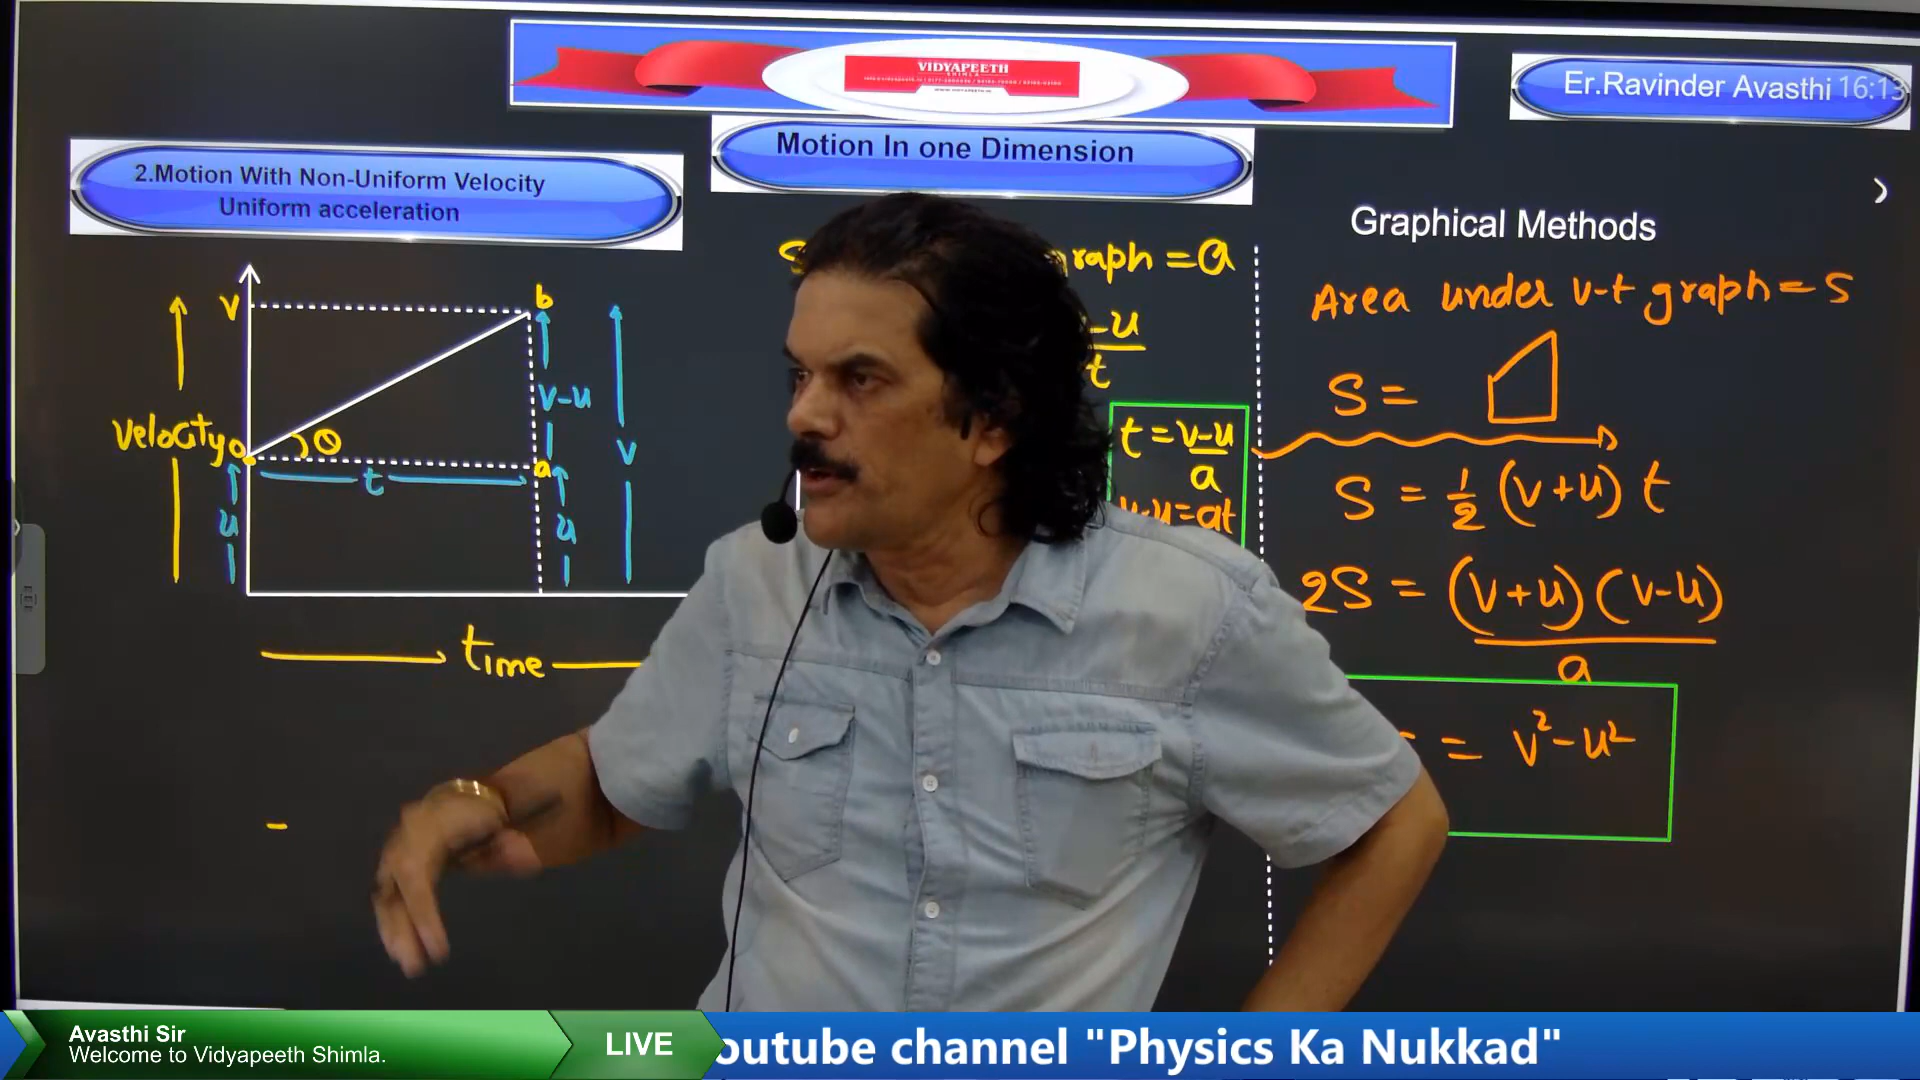 VIDYAPEETH
SHIMLA
Er.Ravinder Avasthi 16:13
Motion In one Dimension
2.Motion With Non-Uniform Velocity
Uniform acceleration
Graphical Methods
raph = a
-u
t
t = v-u
a
v-u=at
Area under v-t graph = S
S =
S = 1/2 (v+u) t
2S = (v+u) (v-u)
a
= v²-u²
v
b
v-u
v
Velocity
θ
a
t
u
u
time
Avasthi Sir
Welcome to Vidyapeeth Shimla.
LIVE
outube channel "Physics Ka Nukkad"